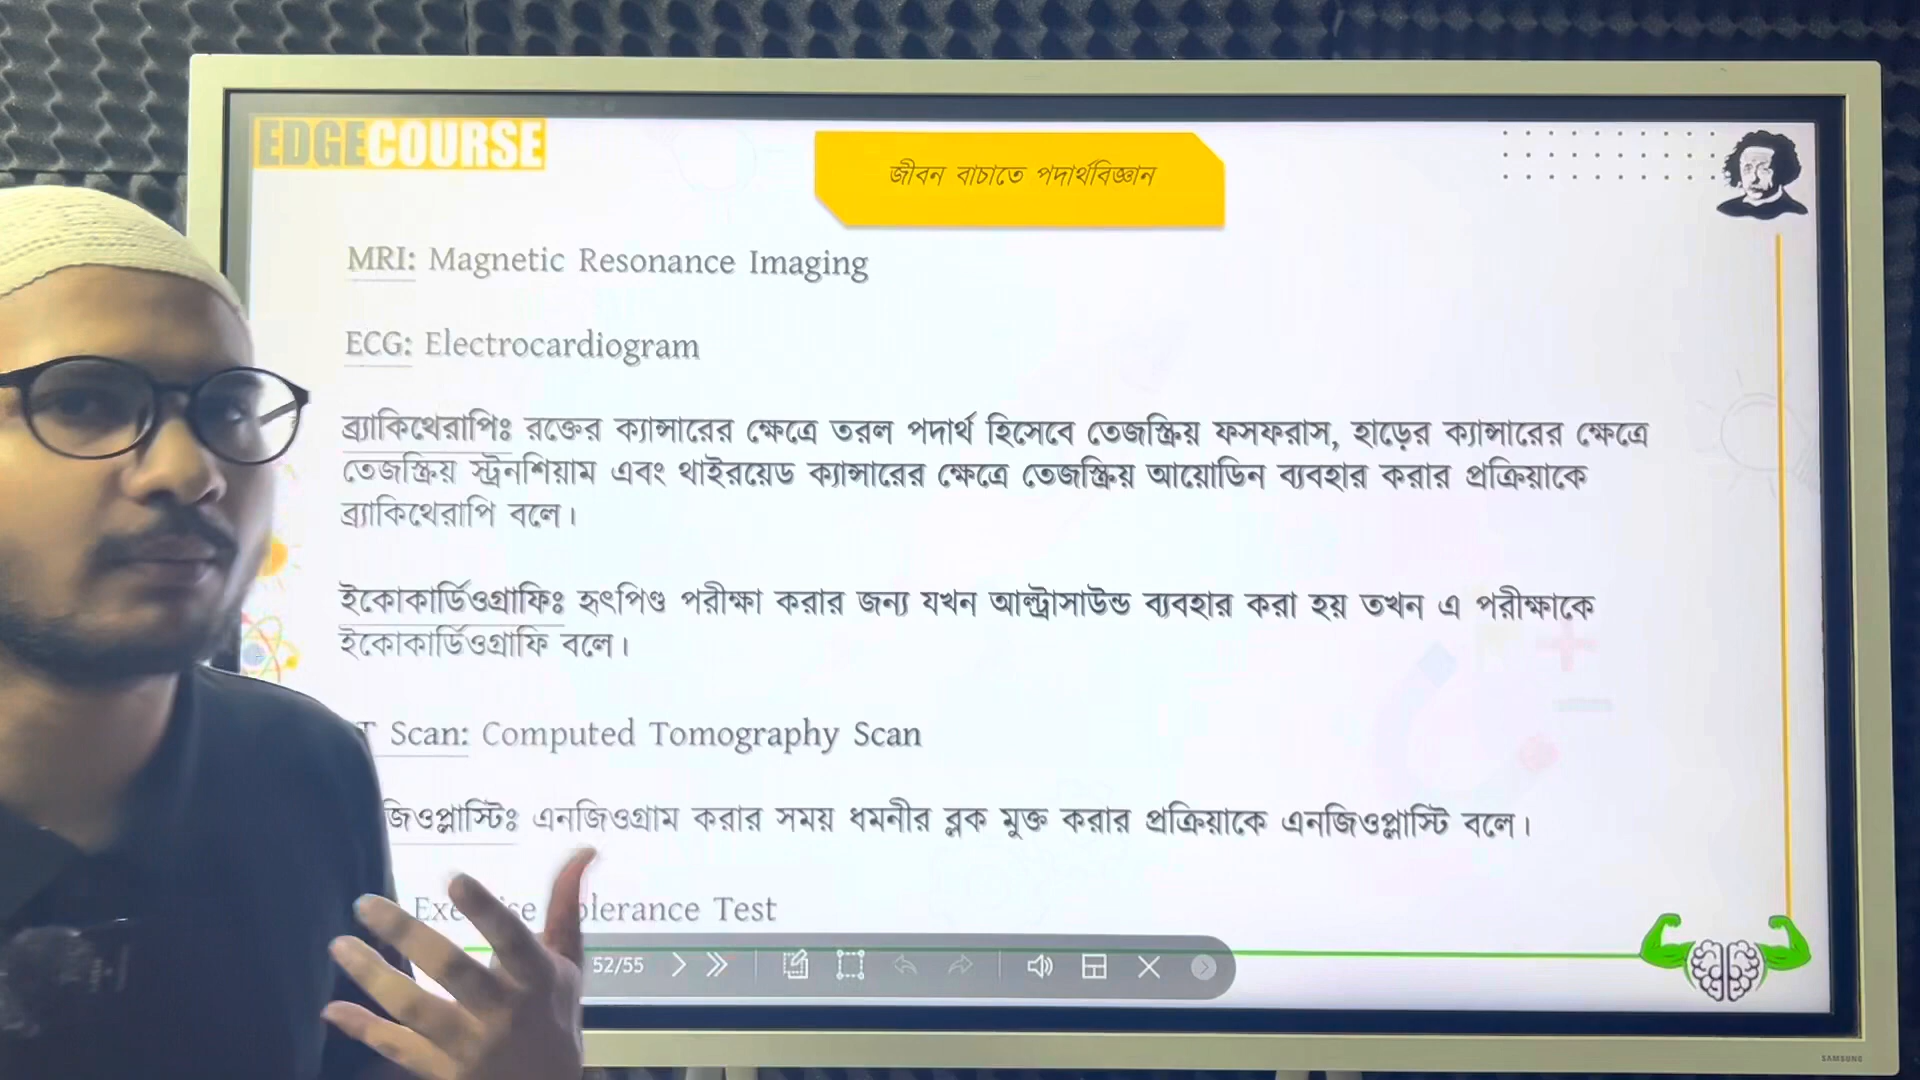 EDGECOURSE
জীবন বাচাতে পদার্থবিজ্ঞান
MRI: Magnetic Resonance Imaging
ECG: Electrocardiogram
ব্র্যাকিথেরাপিঃ রক্তের ক্যান্সারের ক্ষেত্রে তরল পদার্থ হিসেবে তেজস্ক্রিয় ফসফরাস, হাড়ের ক্যান্সারের ক্ষেত্রে
তেজস্ক্রিয় স্ট্রনশিয়াম এবং থাইরয়েড ক্যান্সারের ক্ষেত্রে তেজস্ক্রিয় আয়োডিন ব্যবহার করার প্রক্রিয়াকে
ব্র্যাকিথেরাপি বলে।
ইকোকার্ডিওগ্রাফিঃ হৃৎপিণ্ড পরীক্ষা করার জন্য যখন আল্ট্রাসাউন্ড ব্যবহার করা হয় তখন এ পরীক্ষাকে
ইকোকার্ডিওগ্রাফি বলে।
Scan: Computed Tomography Scan
এনজিওগ্রাম করার সময় ধমনীর ব্লক মুক্ত করার প্রক্রিয়াকে এনজিওপ্লাস্টি বলে।
Test
52/55
SAMSUNG